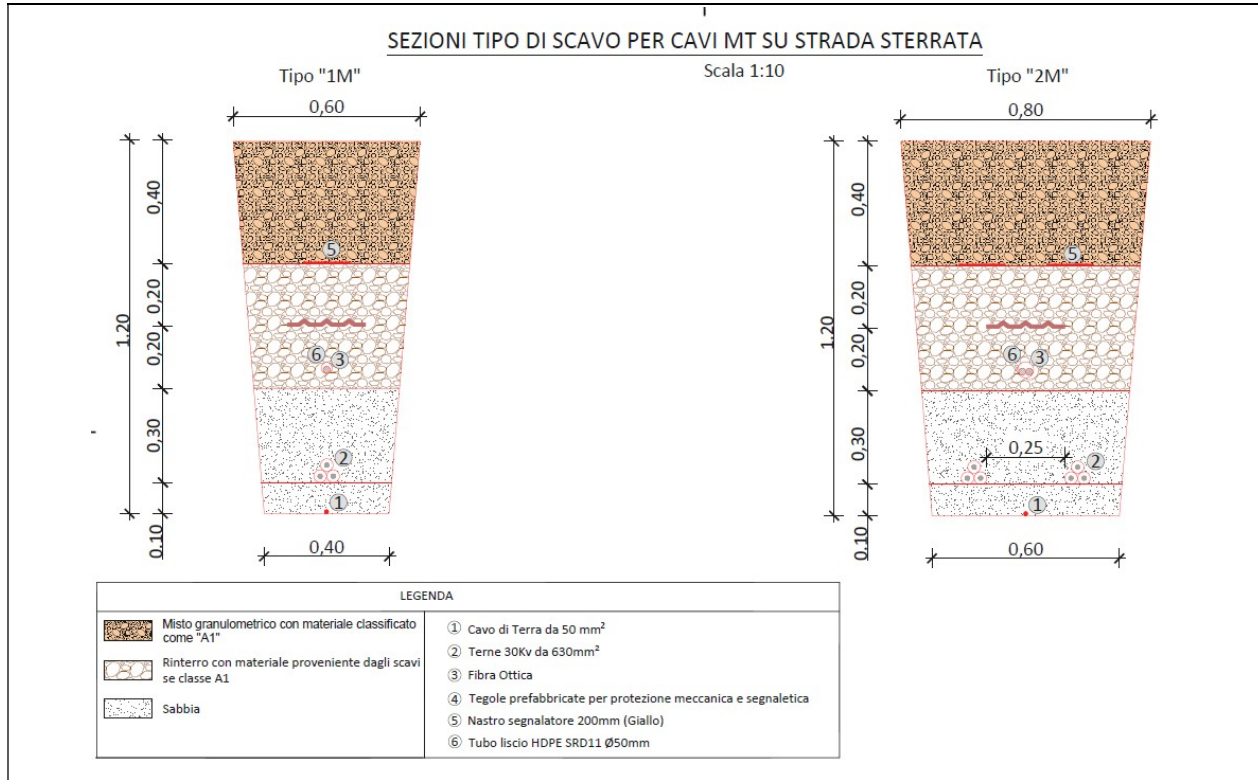 SEZIONI TIPO DI SCAVO PER CAVI MT SU STRADA STERRATA
Scala 1:10
Tipo "1M"
0,60
1.20
0,40
0,20
0,20
0,30
0.10
5
6 3
2
1
0,40
Tipo "2M"
0,80
1.20
0,40
0,20
0,20
0,30
0.10
5
6 3
0,25
2
1
0,60
LEGENDA
Misto granulometrico con materiale classificato
come "A1"
Rinterro con materiale proveniente dagli scavi
se classe A1
Sabbia
1 Cavo di Terra da 50 mm²
2 Terne 30Kv da 630mm²
3 Fibra Ottica
4 Tegole prefabbricate per protezione meccanica e segnaletica
5 Nastro segnalatore 200mm (Giallo)
6 Tubo liscio HDPE SRD11 Ø50mm